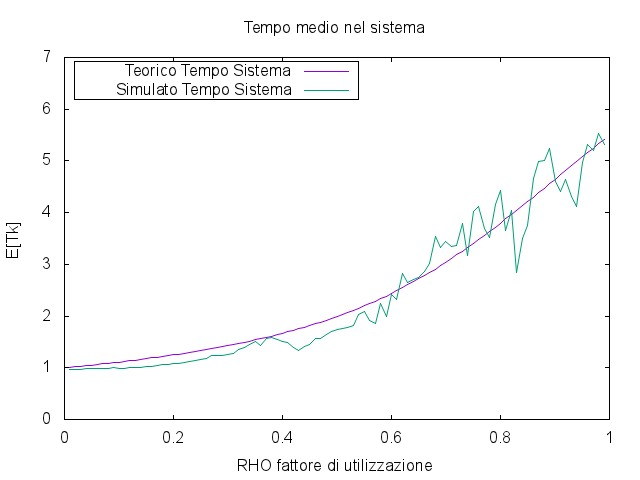 Tempo medio nel sistema
Teorico Tempo Sistema
Simulato Tempo Sistema
7
6
5
4
3
2
1
0
E[Tk]
0 0.2 0.4 0.6 0.8 1
RHO fattore di utilizzazione